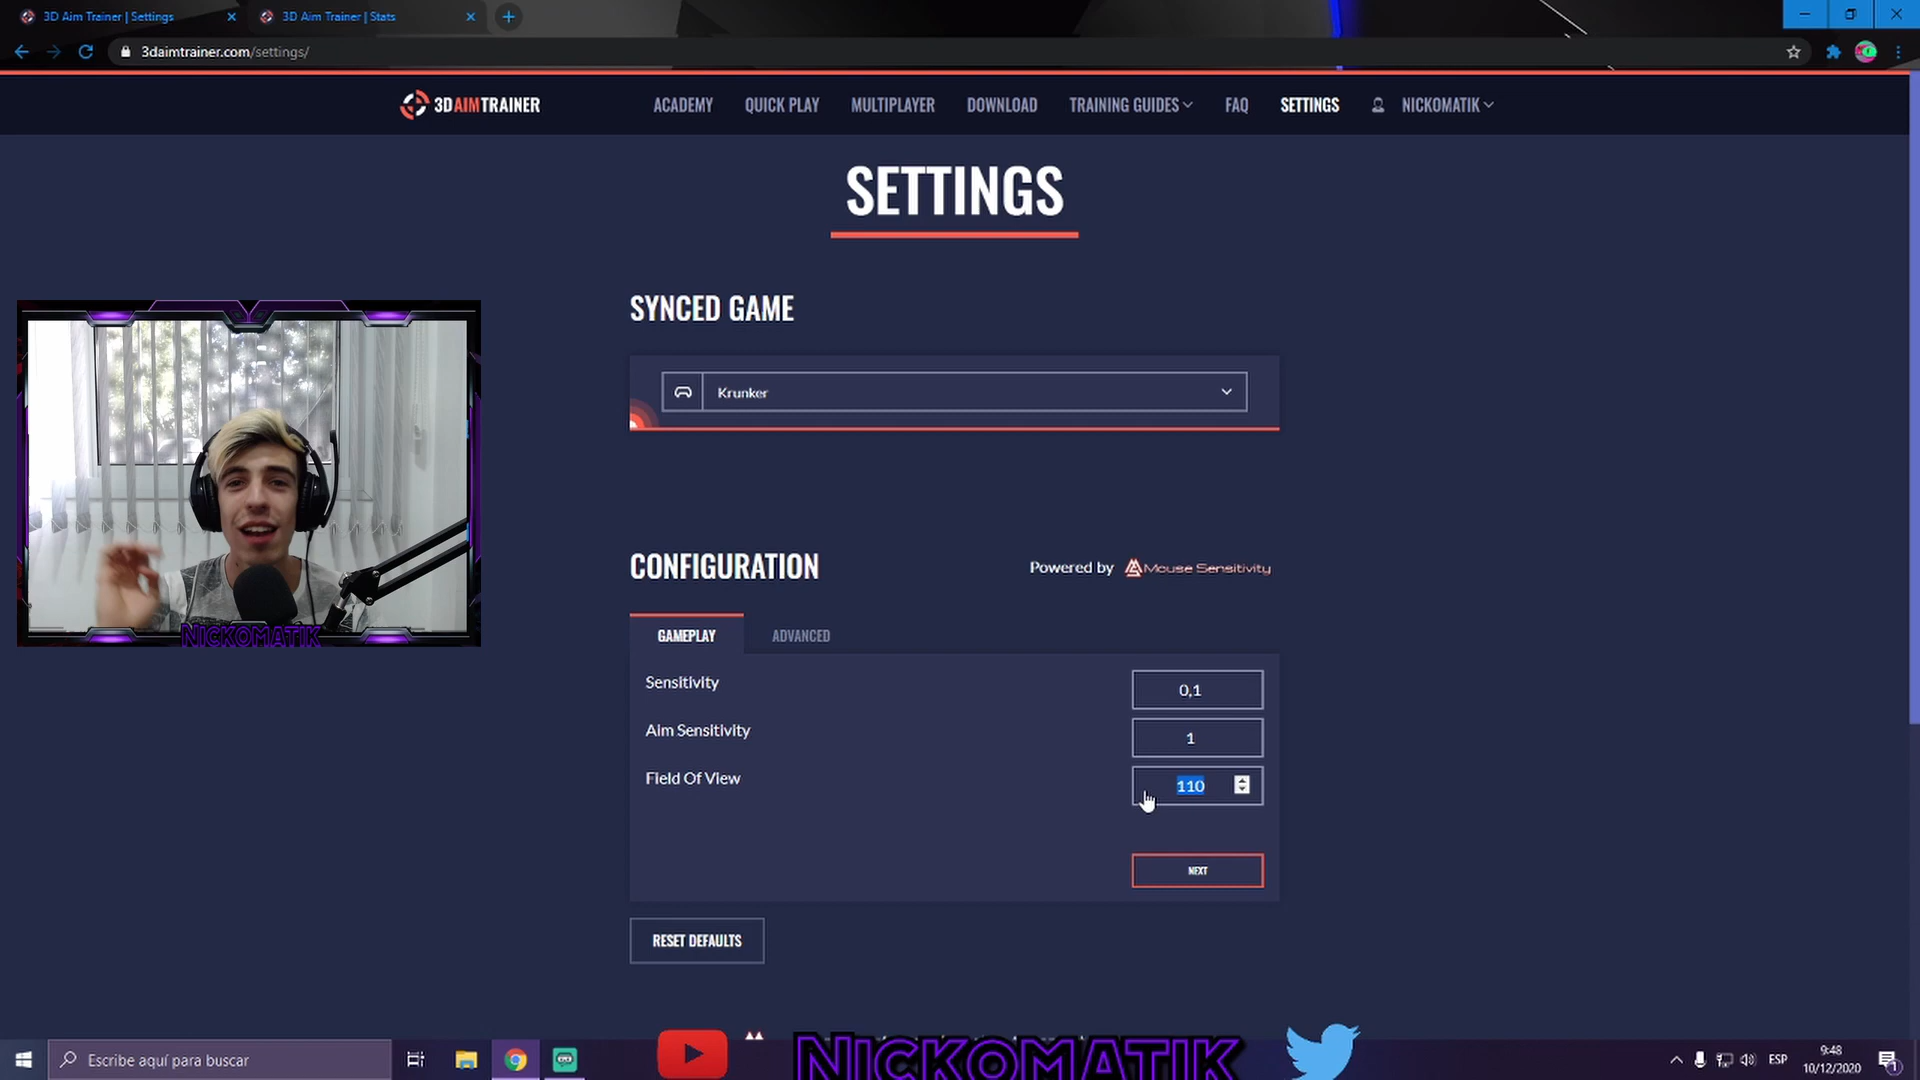 3D Aim Trainer | Settings
3D Aim Trainer | Stats
3daimtrainer.com/settings/
3DAIMTRAINER
ACADEMY
QUICK PLAY
MULTIPLAYER
DOWNLOAD
TRAINING GUIDES
FAQ
SETTINGS
NICKOMATIK
SETTINGS
SYNCED GAME
Krunker
CONFIGURATION
Powered by Mouse Sensitivity
GAMEPLAY
ADVANCED
Sensitivity
0,1
Aim Sensitivity
1
Field Of View
110
NEXT
RESET DEFAULTS
NICKOMATIK
NICKOMATIK
Escribe aquí para buscar
ESP
9:48
10/12/2020
1